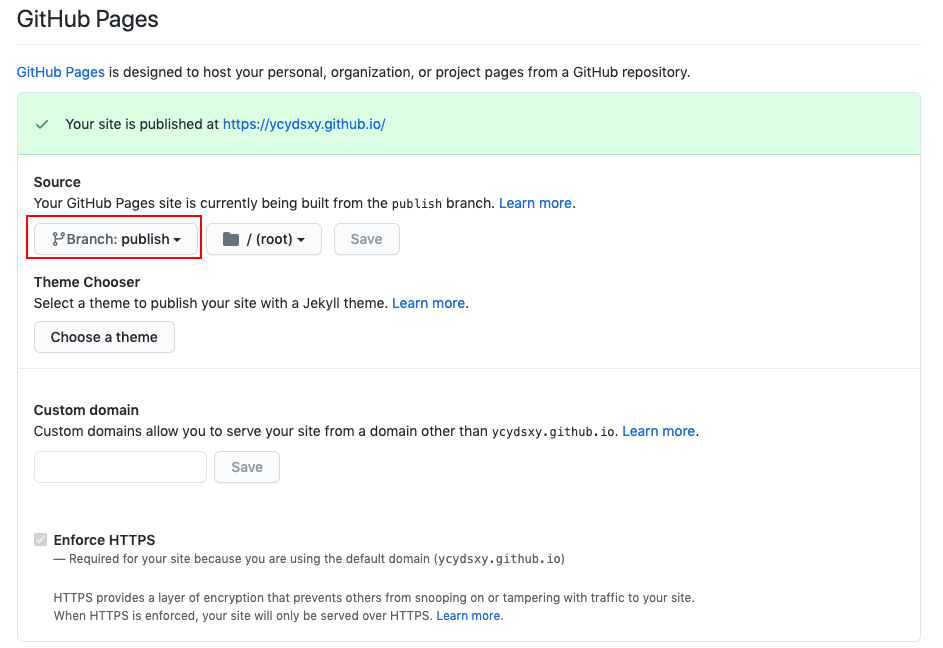 GitHub Pages
GitHub Pages is designed to host your personal, organization, or project pages from a GitHub repository.
Your site is published at https://ycydsxy.github.io/
Source
Your GitHub Pages site is currently being built from the publish branch. Learn more.
Branch: publish / (root) Save
Theme Chooser
Select a theme to publish your site with a Jekyll theme. Learn more.
Choose a theme
Custom domain
Custom domains allow you to serve your site from a domain other than ycydsxy.github.io. Learn more.
Save
Enforce HTTPS
— Required for your site because you are using the default domain (ycydsxy.github.io)
HTTPS provides a layer of encryption that prevents others from snooping on or tampering with traffic to your site.
When HTTPS is enforced, your site will only be served over HTTPS. Learn more.